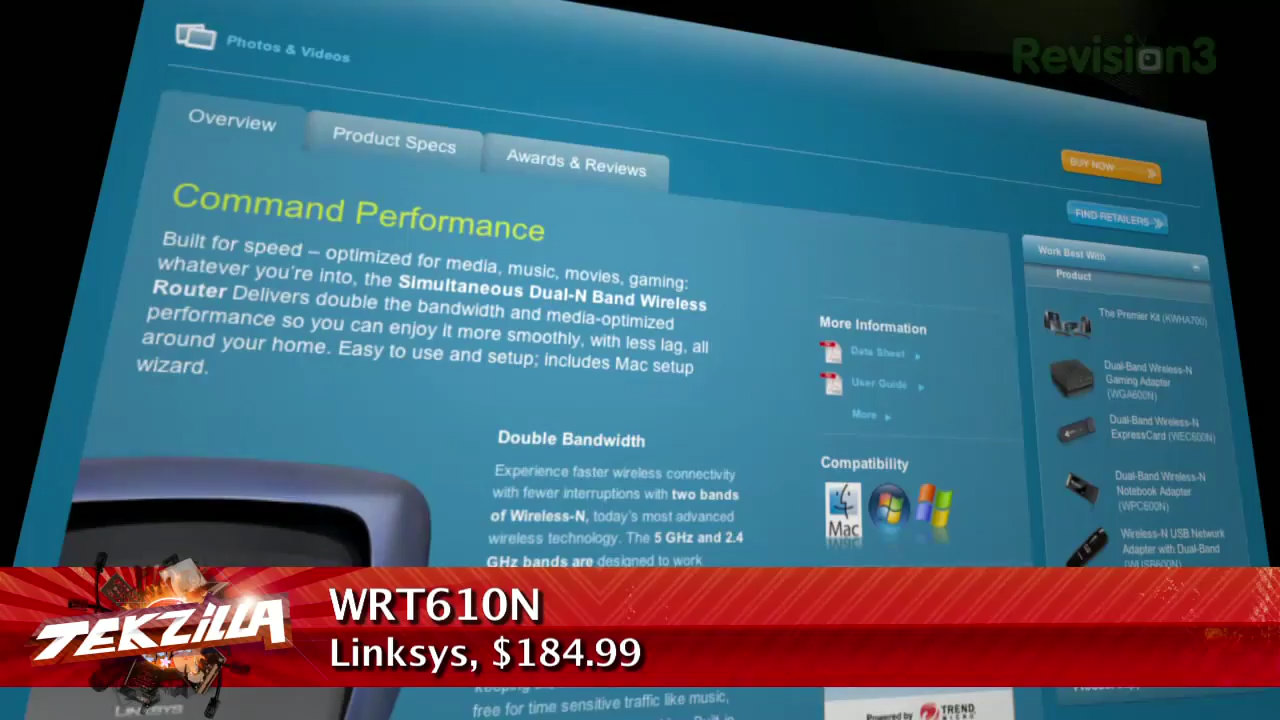 Revision3
Photos & Videos
Overview
Product Specs
Awards & Reviews
BUY NOW
FIND RETAILERS
Command Performance
Built for speed – optimized for media, music, movies, gaming:
whatever you're into, the Simultaneous Dual-N Band Wireless
Router Delivers double the bandwidth and media-optimized
performance so you can enjoy it more smoothly, with less lag, all
around your home. Easy to use and setup; includes Mac setup
wizard.
Double Bandwidth
Experience faster wireless connectivity
with fewer interruptions with two bands
of Wireless-N, today's most advanced
wireless technology. The 5 GHz and 2.4
GHz bands are designed to work
free for time sensitive traffic like music,
More Information
Data Sheet
User Guide
More
Compatibility
Mac
Powered by
TREND
MICRO
Work Best With
Product
The Premier Kit (KWHA700)
Dual-Band Wireless-N
Gaming Adapter
(WGA600N)
Dual-Band Wireless-N
ExpressCard (WEC600N)
Dual-Band Wireless-N
Notebook Adapter
(WPC600N)
Wireless-N USB Network
Adapter with Dual-Band
(WUSB600N)
LINKSYS
TEKZILLA
WRT610N
Linksys, $184.99